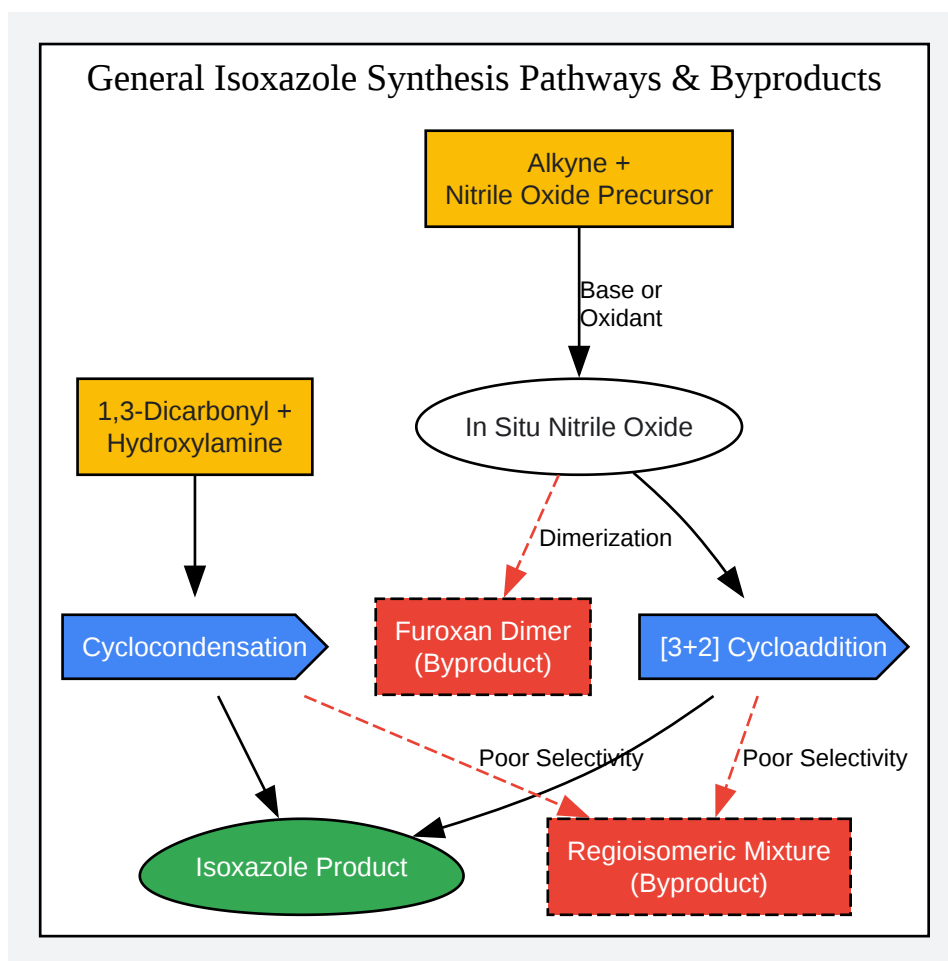 General Isoxazole Synthesis Pathways & Byproducts
Alkyne +
Nitrile Oxide Precursor
Base or
Oxidant
1,3-Dicarbonyl +
Hydroxylamine
In Situ Nitrile Oxide
Dimerization
Cyclocondensation
Furoxan Dimer
(Byproduct)
[3+2] Cycloaddition
Poor Selectivity
Poor Selectivity
Isoxazole Product
Regioisomeric Mixture
(Byproduct)